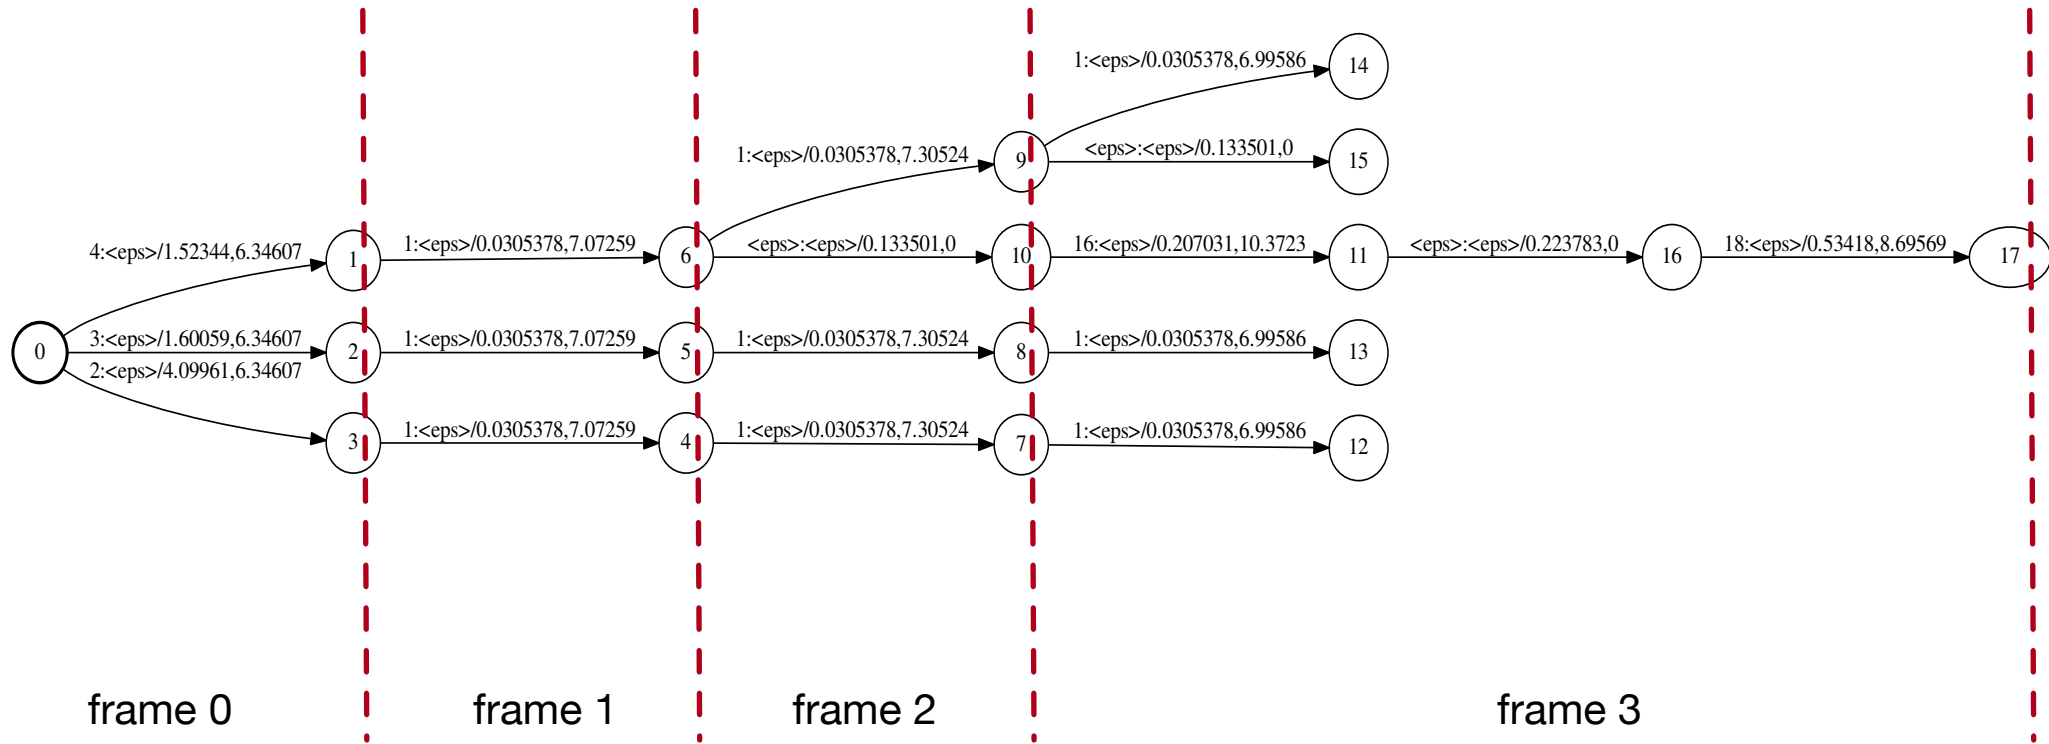 1:<eps>/0.0305378,6.99586
14
1:<eps>/0.0305378,7.30524
9
<eps>:<eps>/0.133501,0
15
4:<eps>/1.52344,6.34607
1
1:<eps>/0.0305378,7.07259
6
<eps>:<eps>/0.133501,0
10
16:<eps>/0.207031,10.3723
11
<eps>:<eps>/0.223783,0
16
18:<eps>/0.53418,8.69569
17
0
3:<eps>/1.60059,6.34607
2
1:<eps>/0.0305378,7.07259
5
1:<eps>/0.0305378,7.30524
8
1:<eps>/0.0305378,6.99586
13
2:<eps>/4.09961,6.34607
3
1:<eps>/0.0305378,7.07259
4
1:<eps>/0.0305378,7.30524
7
1:<eps>/0.0305378,6.99586
12
frame 0
frame 1
frame 2
frame 3